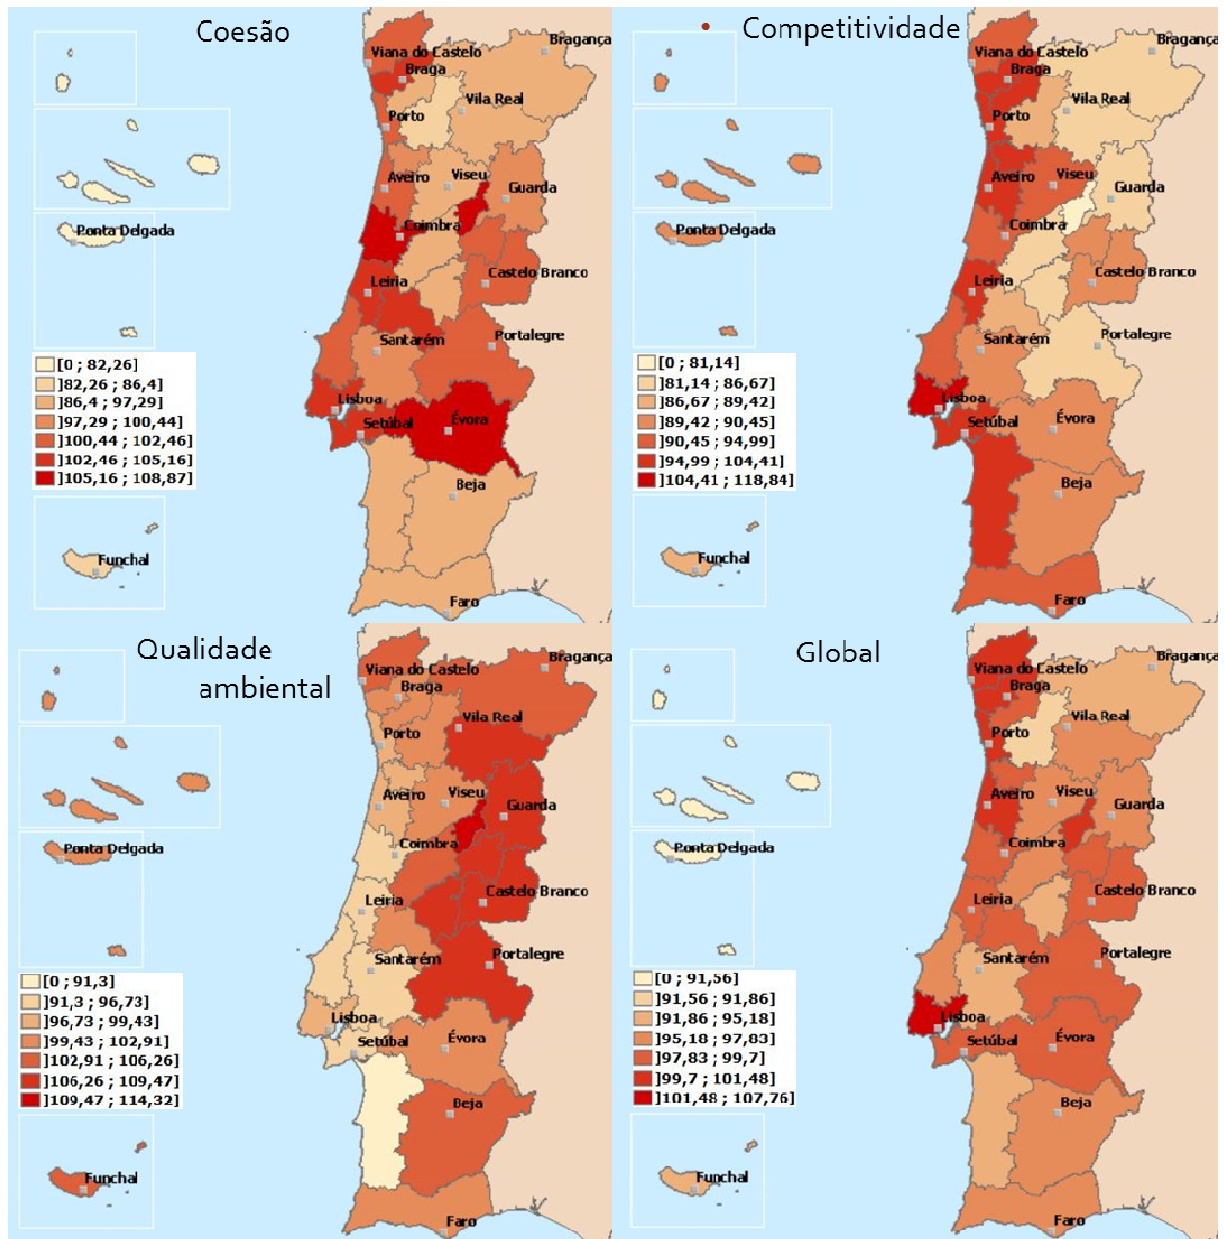 Coesão
Viana do Castelo
Bragança
Braga
Vila Real
Porto
Aveiro
Viseu
Guarda
Coimbra
Ponta Delgada
Leiria
Castelo Branco
Santarém
Portalegre
Lisboa
Setúbal
Évora
Beja
Funchal
Faro
[0 ; 82,26]
]82,26 ; 86,4]
]86,4 ; 97,29]
]97,29 ; 100,44]
]100,44 ; 102,46]
]102,46 ; 105,16]
]105,16 ; 108,87]
• Competitividade
Viana do Castelo
Bragança
Braga
Vila Real
Porto
Aveiro
Viseu
Guarda
Coimbra
Ponta Delgada
Leiria
Castelo Branco
Santarém
Portalegre
Lisboa
Setúbal
Évora
Beja
Funchal
Faro
[0 ; 81,14]
]81,14 ; 86,67]
]86,67 ; 89,42]
]89,42 ; 90,45]
]90,45 ; 94,99]
]94,99 ; 104,41]
]104,41 ; 118,84]
Qualidade
ambiental
Viana do Castelo
Bragança
Braga
Vila Real
Porto
Aveiro
Viseu
Guarda
Coimbra
Ponta Delgada
Leiria
Castelo Branco
Santarém
Portalegre
Lisboa
Setúbal
Évora
Beja
Funchal
Faro
[0 ; 91,3]
]91,3 ; 96,73]
]96,73 ; 99,43]
]99,43 ; 102,91]
]102,91 ; 106,26]
]106,26 ; 109,47]
]109,47 ; 114,32]
Global
Viana do Castelo
Bragança
Braga
Vila Real
Porto
Aveiro
Viseu
Guarda
Coimbra
Ponta Delgada
Leiria
Castelo Branco
Santarém
Portalegre
Lisboa
Setúbal
Évora
Beja
Funchal
Faro
[0 ; 91,56]
]91,56 ; 91,86]
]91,86 ; 95,18]
]95,18 ; 97,83]
]97,83 ; 99,7]
]99,7 ; 101,48]
]101,48 ; 107,76]